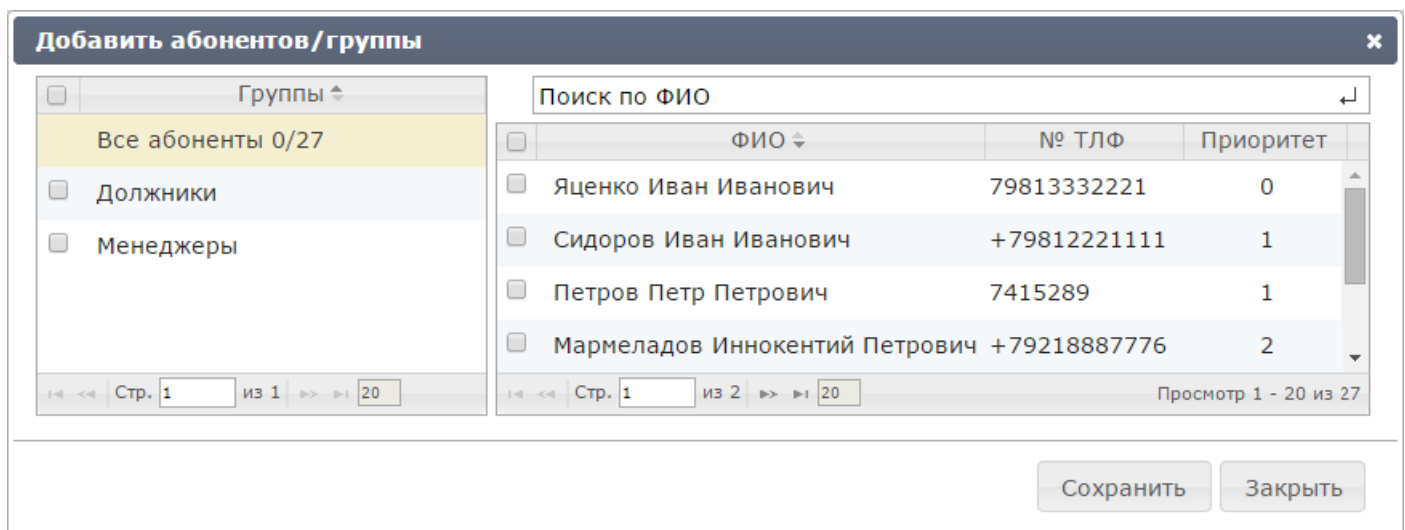 Добавить абонентов/группы
Группы
Все абоненты 0/27
Должники
Менеджеры
Стр. 1 из 1 20
Поиск по ФИО
ФИО № ТЛФ Приоритет
Яценко Иван Иванович 79813332221 0
Сидоров Иван Иванович +79812221111 1
Петров Петр Петрович 7415289 1
Мармеладов Иннокентий Петрович +79218887776 2
Стр. 1 из 2 20 Просмотр 1 - 20 из 27
Сохранить Закрыть